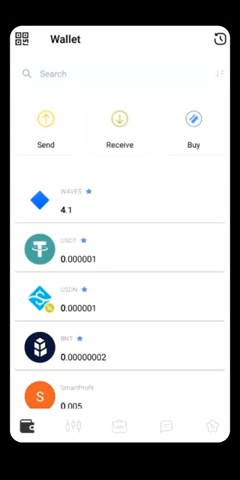 Wallet
Search
Send Receive Buy
WAVES
4.1
USDT
0.000001
USDN
0.000001
BNT
0.00000002
SmartProfit
S
0.005